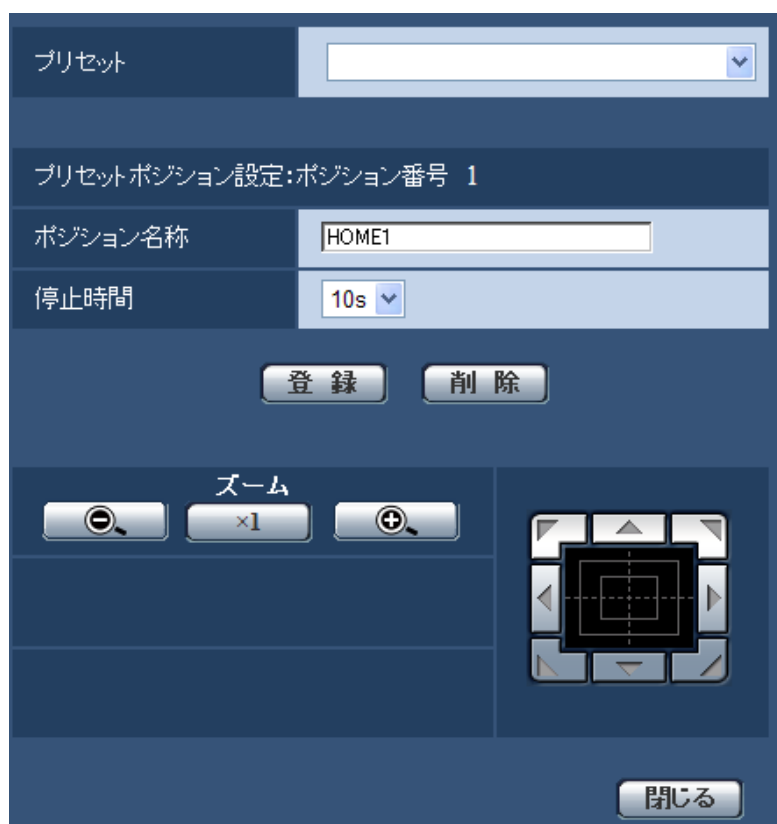 プリセット
プリセットポジション設定:ポジション番号 1
ポジション名称 HOME1
停止時間 10s
登 録 削 除
ズーム
×1
閉じる